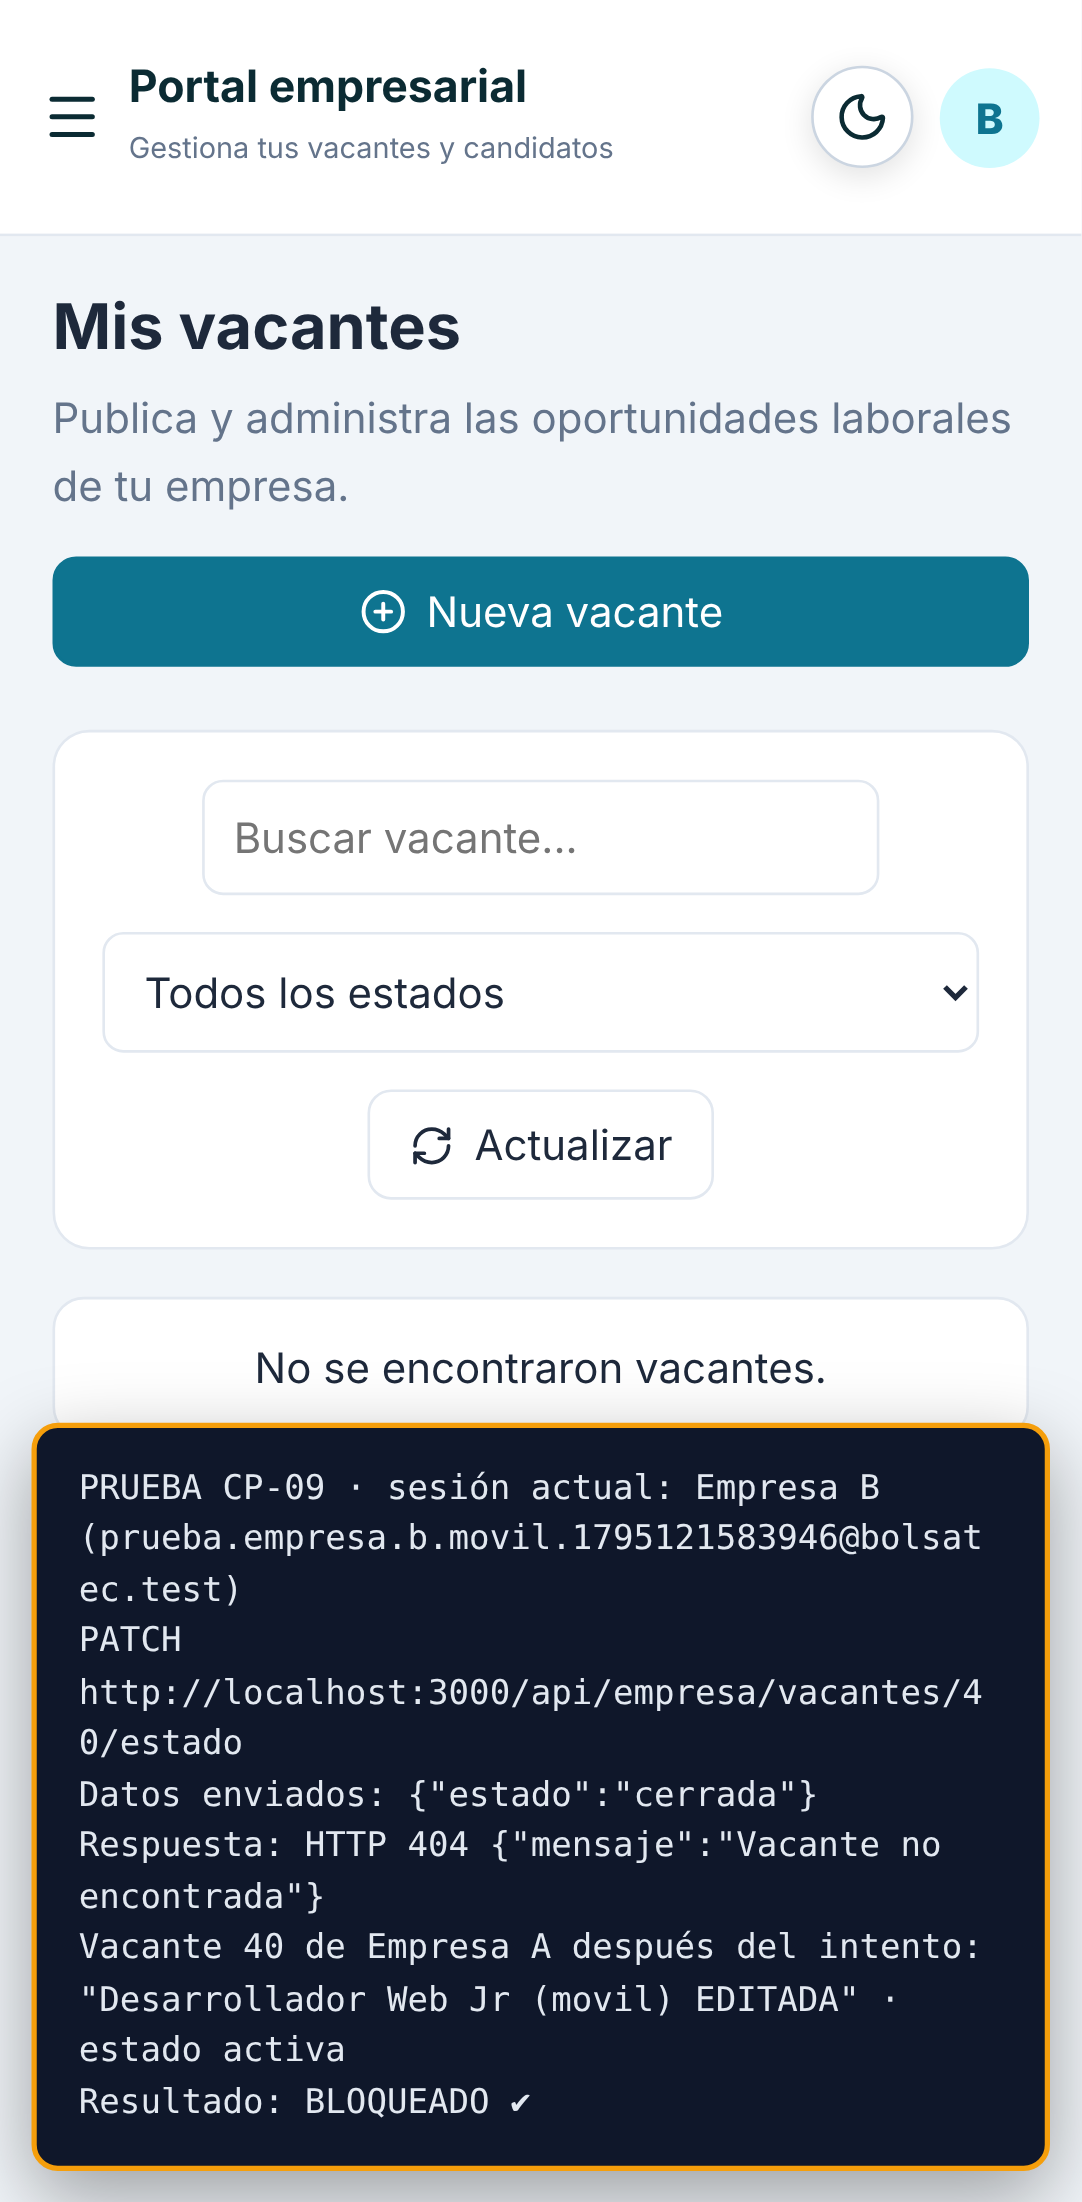 Portal empresarial
Gestiona tus vacantes y candidatos
B
Mis vacantes
Publica y administra las oportunidades laborales
de tu empresa.
Nueva vacante
Buscar vacante...
Todos los estados
Actualizar
No se encontraron vacantes.
PRUEBA CP-09 · sesión actual: Empresa B
(prueba.empresa.b.movil.1795121583946@bolsat
ec.test)
PATCH
http://localhost:3000/api/empresa/vacantes/4
0/estado
Datos enviados: {"estado":"cerrada"}
Respuesta: HTTP 404 {"mensaje":"Vacante no
encontrada"}
Vacante 40 de Empresa A después del intento:
"Desarrollador Web Jr (movil) EDITADA" ·
estado activa
Resultado: BLOQUEADO ✔